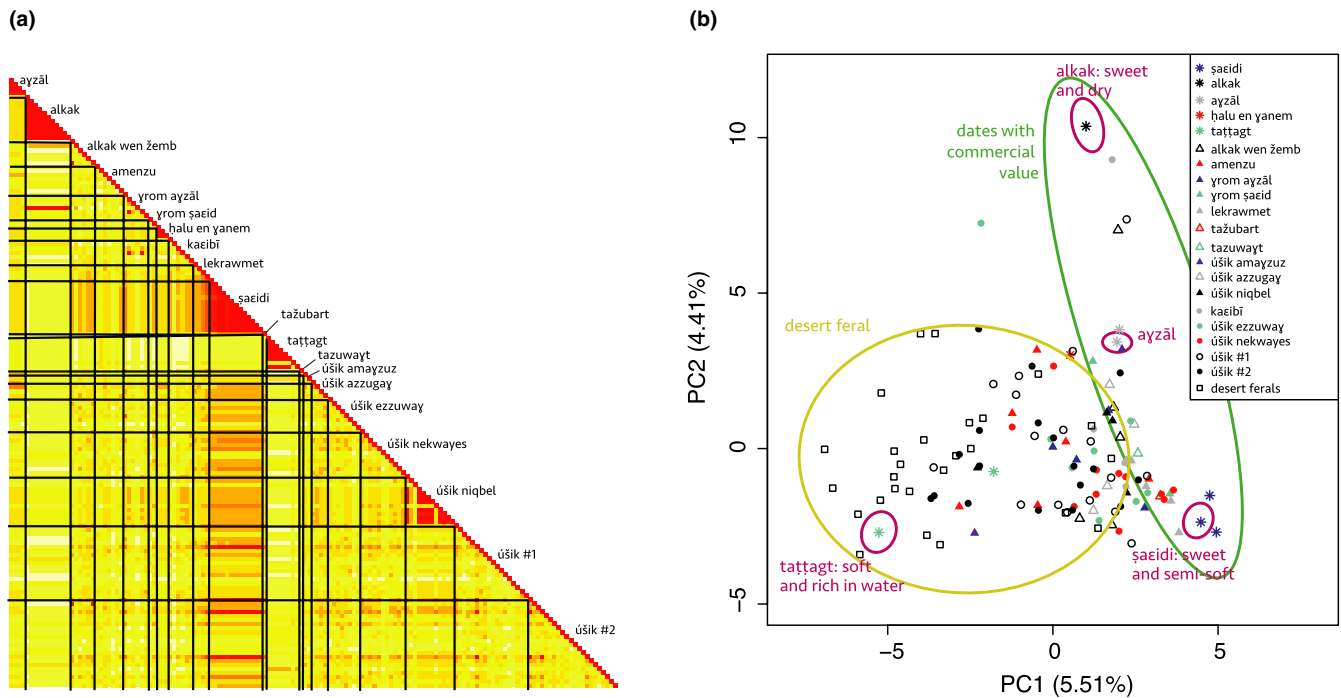 (a)
ayẓāl
alkak
alkak wen žemb
amenzu
ɣrom aɣẓāl
ɣrom ṣaɛid
ḥalu en ɣanem
kaɛibī
lekrawmet
ṣaɛidi
tažubart
taṭṭagt
tazuwaɣt
úšik amaɣzuz
úšik azzugaɣ
úšik ezzuwaɣ
úšik nekwayes
úšik niqbel
úšik #1
úšik #2
(b)
alkak: sweet
and dry
dates with
commercial
value
desert feral
aɣzāl
taṭṭagt: soft
and rich in water
ṣaɛidi: sweet
and semi-soft
ṣaɛidi
alkak
aɣzāl
ḥalu en ɣanem
taṭṭagt
alkak wen žemb
amenzu
ɣrom aɣzāl
ɣrom ṣaɛid
lekrawmet
tažubart
tazuwaɣt
úšik amaɣzuz
úšik azzugaɣ
úšik niqbel
kaɛibī
úšik ezzuwaɣ
úšik nekwayes
úšik #1
úšik #2
desert ferals
PC2 (4.41%)
10
5
0
−5
−5
0
5
PC1 (5.51%)